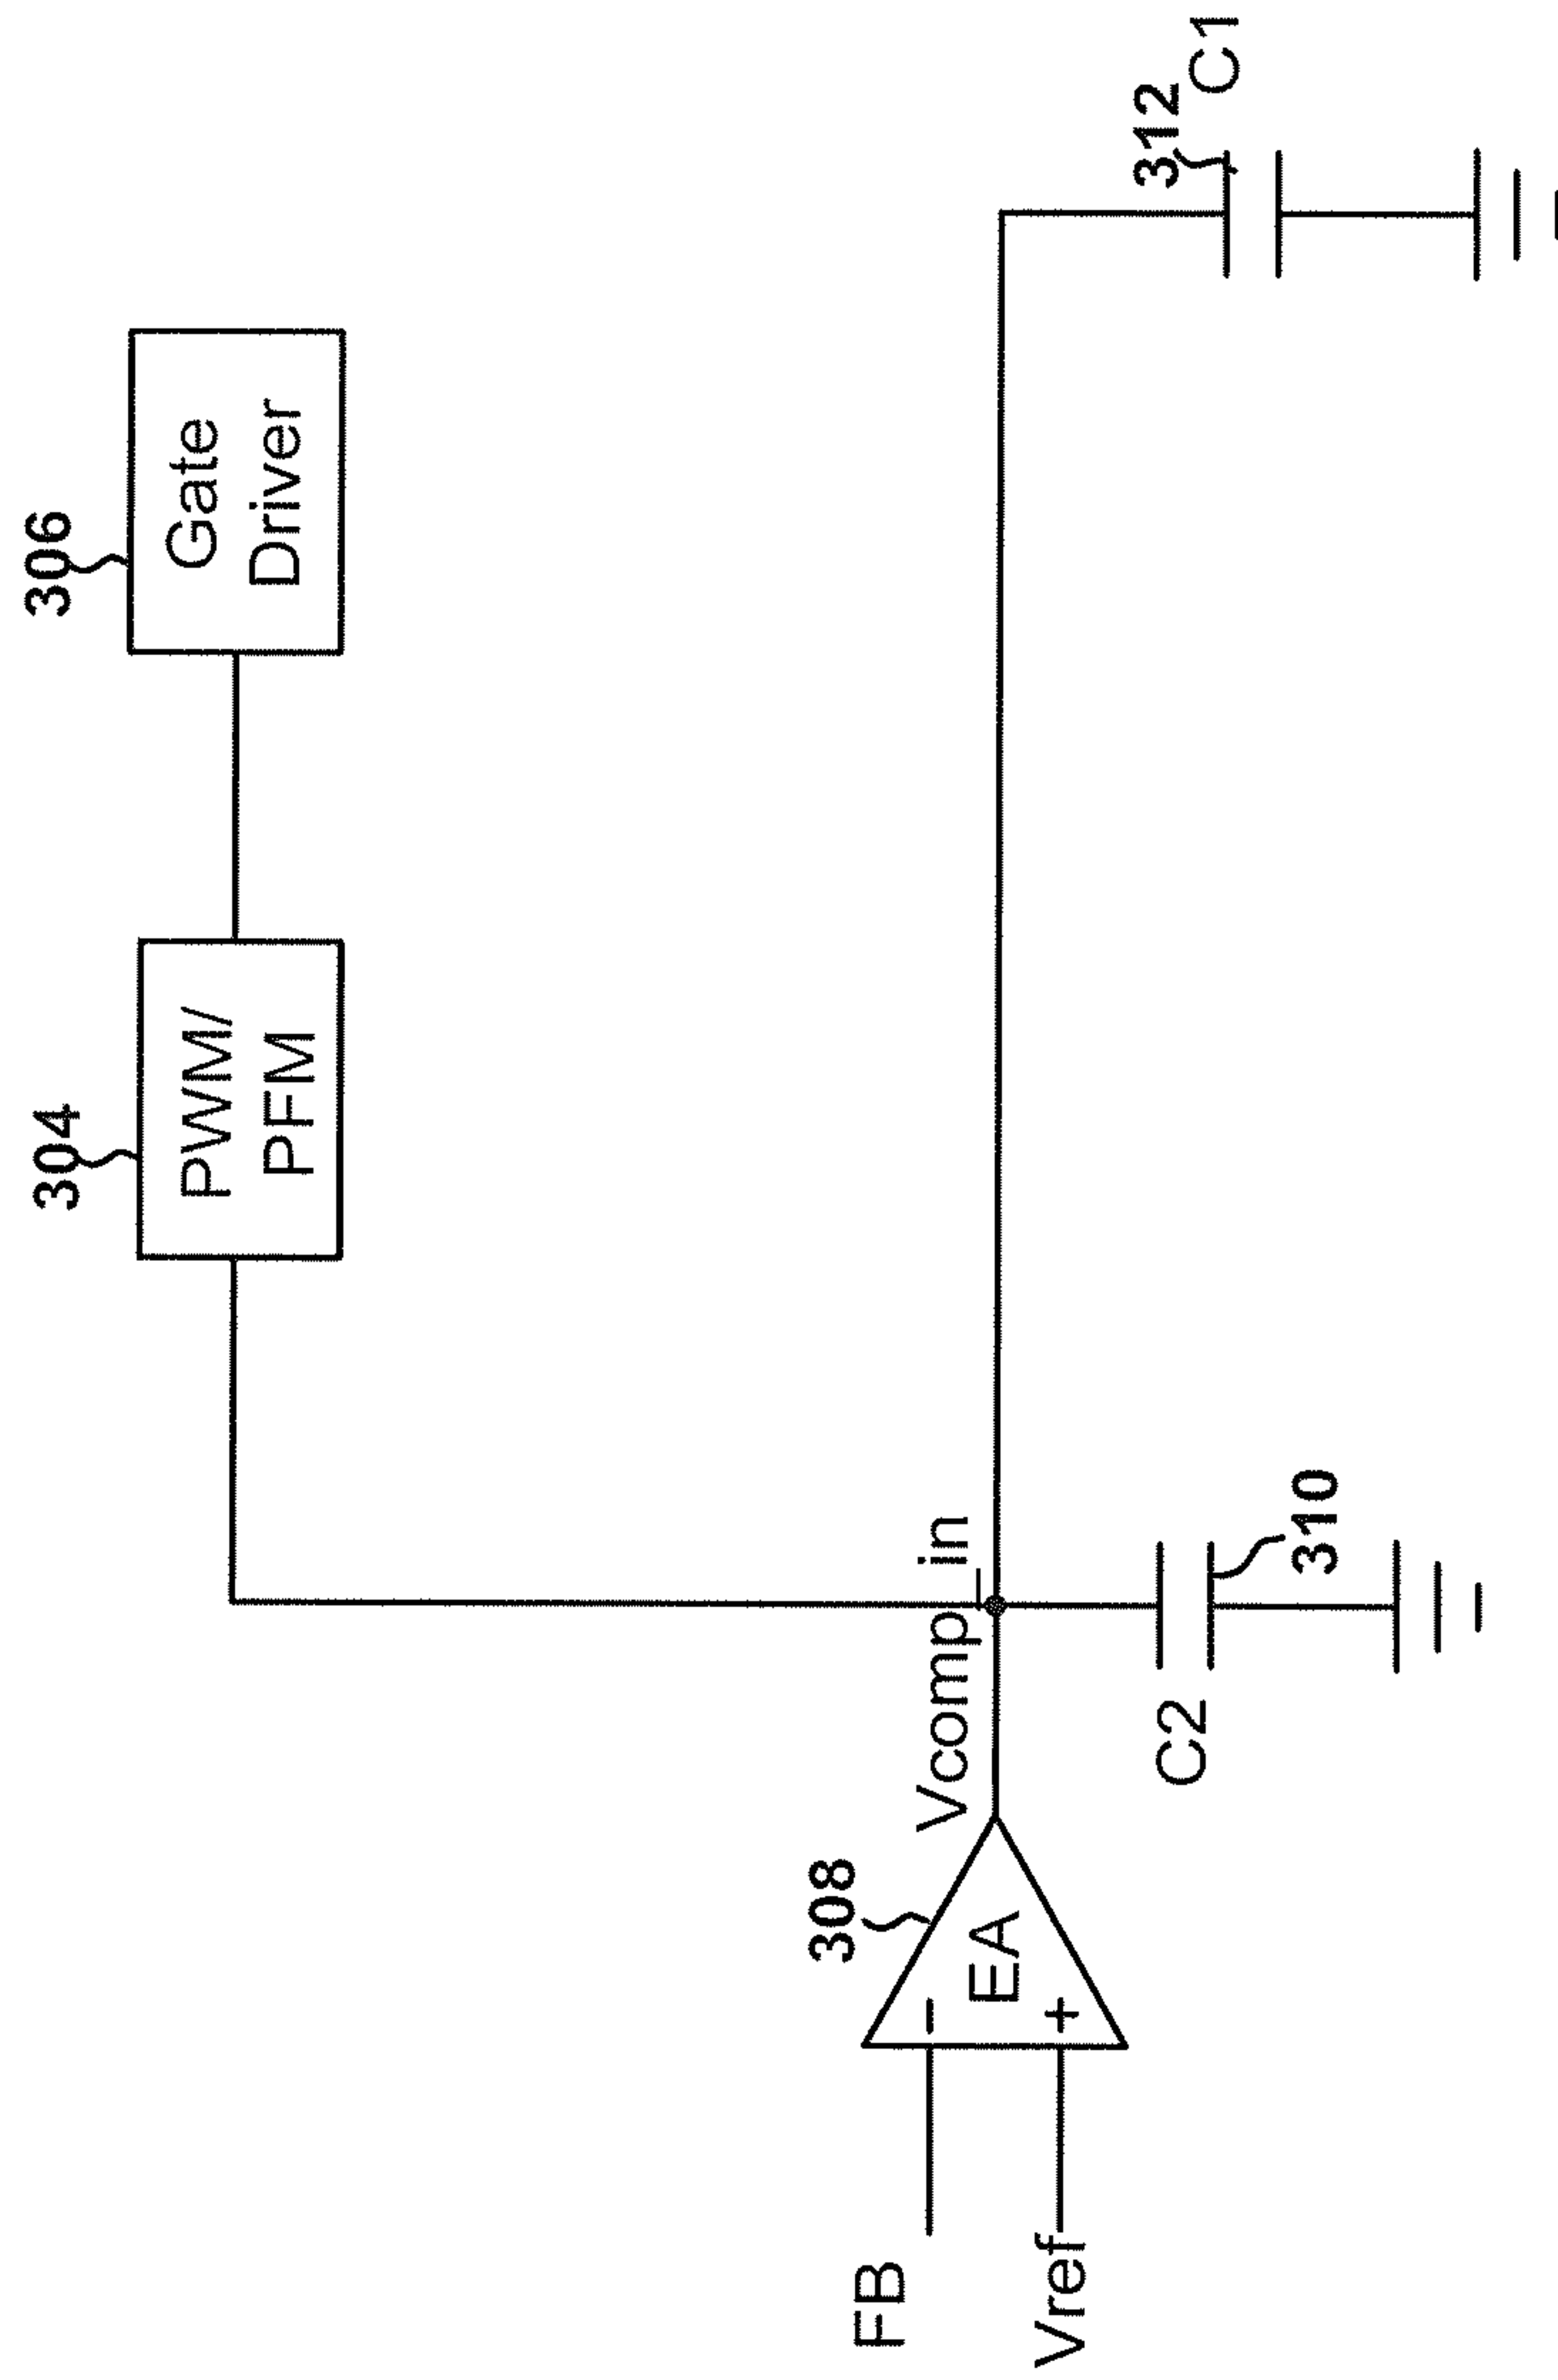 304
306
PWM/
PFM
Gate
Driver
308
Vcomp_in
FB
EA
-
+
Vref
C2
310
312
C1